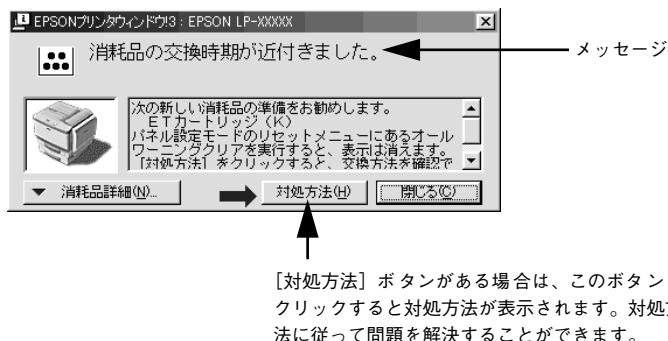 EPSONプリンタウィンドウ!3 : EPSON LP-XXXXX
消耗品の交換時期が近付きました。
メッセージ
次の新しい消耗品の準備をお勧めします。
ETカートリッジ（K）
パネル設定モードのリセットメニューにあるオール
ワーニングクリアを実行すると、表示は消えます。
［対処方法］をクリックすると、交換方法を確認で
消耗品詳細(N)...
対処方法(H)
閉じる(C)
［対処方法］ボタンがある場合は、このボタン
クリックすると対処方法が表示されます。対処方
法に従って問題を解決することができます。